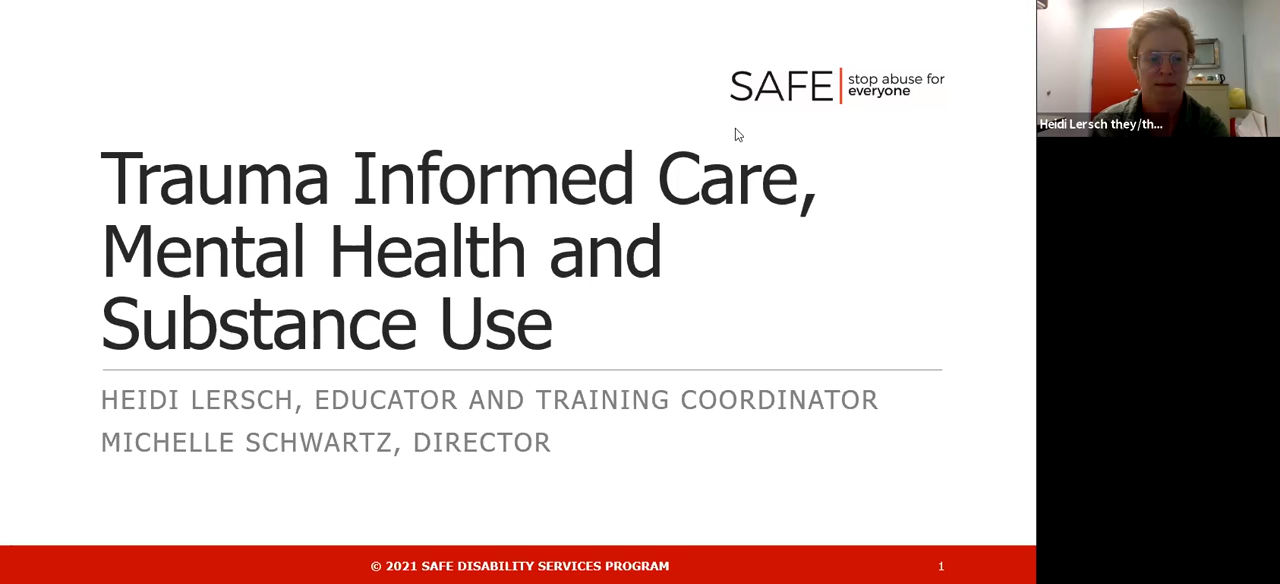 SAFE | stop abuse for
everyone
Trauma Informed Care,
Mental Health and
Substance Use
HEIDI LERSCH, EDUCATOR AND TRAINING COORDINATOR
MICHELLE SCHWARTZ, DIRECTOR
© 2021 SAFE DISABILITY SERVICES PROGRAM
1
Heidi Lersch they/th...